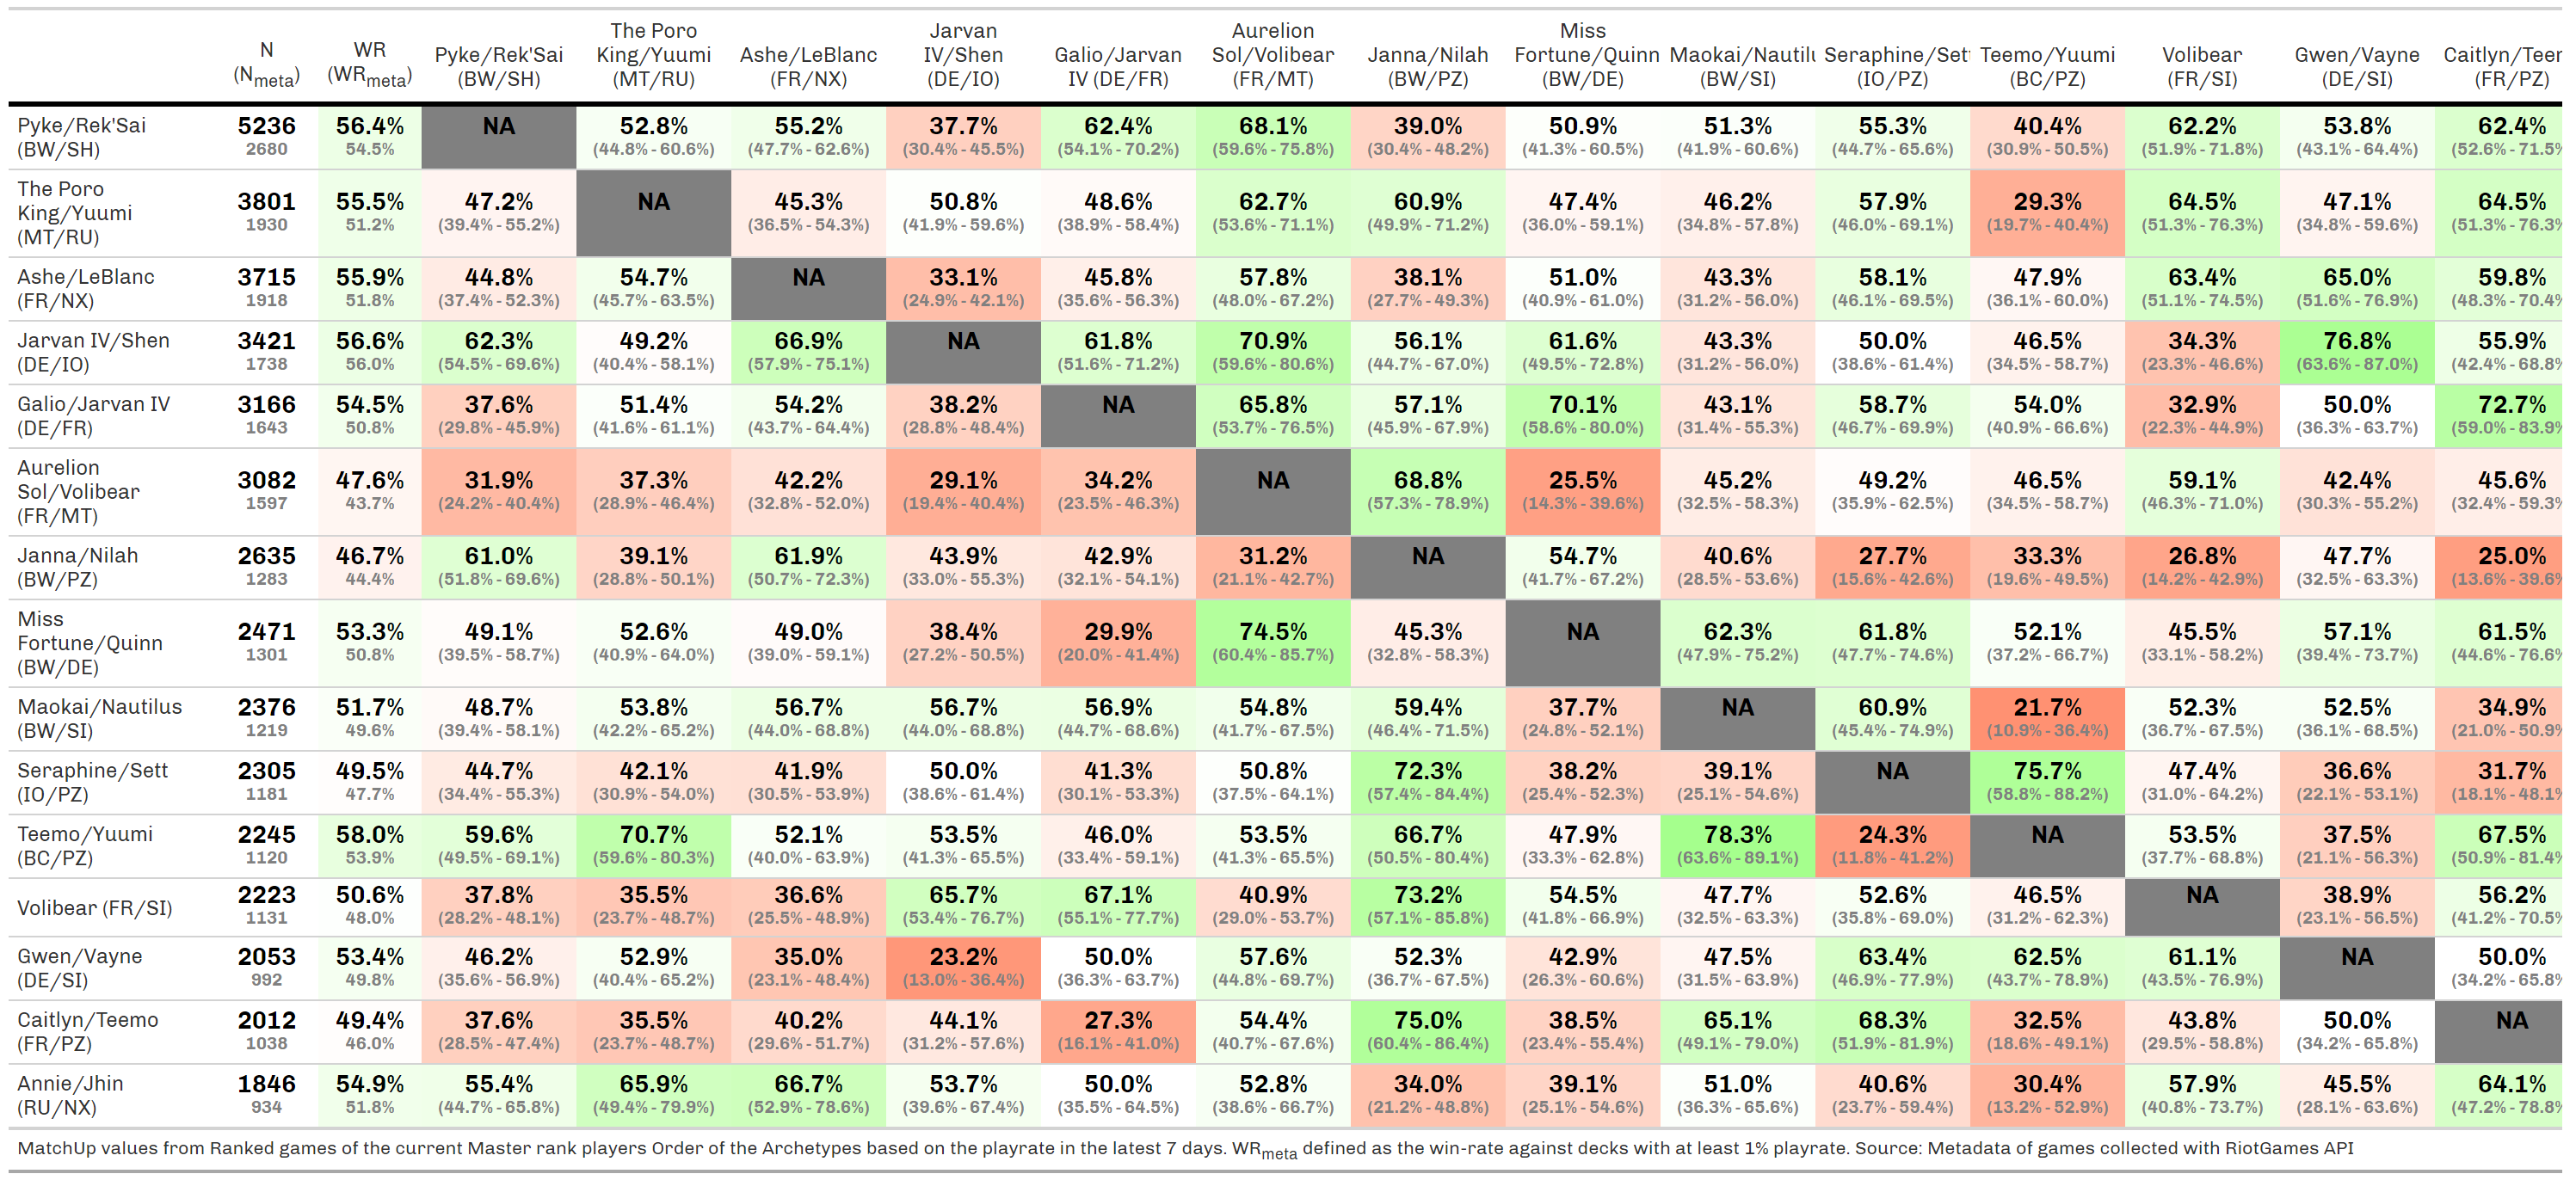 N (Nmeta) WR (WRmeta) Pyke/Rek'Sai (BW/SH) The Poro King/Yuumi (MT/RU) Ashe/LeBlanc (FR/NX) Jarvan IV/Shen (DE/IO) Galio/Jarvan IV (DE/FR) Aurelion Sol/Volibear (FR/MT) Janna/Nilah (BW/PZ) Miss Fortune/Quinn (BW/DE) Maokai/Nautilu (BW/SI) Seraphine/Sett (IO/PZ) Teemo/Yuumi (BC/PZ) Volibear (FR/SI) Gwen/Vayne (DE/SI) Caitlyn/Teer (FR/PZ)
Pyke/Rek'Sai 5236 56.4% NA 52.8% 55.2% 37.7% 62.4% 68.1% 39.0% 50.9% 51.3% 55.3% 40.4% 62.2% 53.8% 62.4%
(BW/SH) 2680 54.5% (44.8% - 60.6%) (47.7% - 62.6%) (30.4% - 45.5%) (54.1% - 70.2%) (59.6% - 75.8%) (30.4% - 48.2%) (41.3% - 60.5%) (41.9% - 60.6%) (44.7% - 65.6%) (30.9% - 50.5%) (51.9% - 71.8%) (43.1% - 64.4%) (52.6% - 71.5%
The Poro
King/Yuumi 3801 55.5% 47.2% NA 45.3% 50.8% 48.6% 62.7% 60.9% 47.4% 46.2% 57.9% 29.3% 64.5% 47.1% 64.5%
(MT/RU) 1930 51.2% (39.4% - 55.2%) (36.5% - 54.3%) (41.9% - 59.6%) (38.9% - 58.4%) (53.6% - 71.1%) (49.9% - 71.2%) (36.0% - 59.1%) (34.8% - 57.8%) (46.0% - 69.1%) (19.7% - 40.4%) (51.3% - 76.3%) (34.8% - 59.6%) (51.3% - 76.3%
Ashe/LeBlanc 3715 55.9% 44.8% 54.7% NA 33.1% 45.8% 57.8% 38.1% 51.0% 43.3% 58.1% 47.9% 63.4% 65.0% 59.8%
(FR/NX) 1918 51.8% (37.4% - 52.3%) (45.7% - 63.5%) (24.9% - 42.1%) (35.6% - 56.3%) (48.0% - 67.2%) (27.7% - 49.3%) (40.9% - 61.0%) (31.2% - 56.0%) (46.1% - 69.5%) (36.1% - 60.0%) (51.1% - 74.5%) (51.6% - 76.9%) (48.3% - 70.4%
Jarvan IV/Shen 3421 56.6% 62.3% 49.2% 66.9% NA 61.8% 70.9% 56.1% 61.6% 43.3% 50.0% 46.5% 34.3% 76.8% 55.9%
(DE/IO) 1738 56.0% (54.5% - 69.6%) (40.4% - 58.1%) (57.9% - 75.1%) (51.6% - 71.2%) (59.6% - 80.6%) (44.7% - 67.0%) (49.5% - 72.8%) (31.2% - 56.0%) (38.6% - 61.4%) (34.5% - 58.7%) (23.3% - 46.6%) (63.6% - 87.0%) (42.4% - 68.8%
Galio/Jarvan IV 3166 54.5% 37.6% 51.4% 54.2% 38.2% NA 65.8% 57.1% 70.1% 43.1% 58.7% 54.0% 32.9% 50.0% 72.7%
(DE/FR) 1643 50.8% (29.8% - 45.9%) (41.6% - 61.1%) (43.7% - 64.4%) (28.8% - 48.4%) (53.7% - 76.5%) (45.9% - 67.9%) (58.6% - 80.0%) (31.4% - 55.3%) (46.7% - 69.9%) (40.9% - 66.6%) (22.3% - 44.9%) (36.3% - 63.7%) (59.0% - 83.9%
Aurelion
Sol/Volibear 3082 47.6% 31.9% 37.3% 42.2% 29.1% 34.2% NA 68.8% 25.5% 45.2% 49.2% 46.5% 59.1% 42.4% 45.6%
(FR/MT) 1597 43.7% (24.2% - 40.4%) (28.9% - 46.4%) (32.8% - 52.0%) (19.4% - 40.4%) (23.5% - 46.3%) (57.3% - 78.9%) (14.3% - 39.6%) (32.5% - 58.3%) (35.9% - 62.5%) (34.5% - 58.7%) (46.3% - 71.0%) (30.3% - 55.2%) (32.4% - 59.3%
Janna/Nilah 2635 46.7% 61.0% 39.1% 61.9% 43.9% 42.9% 31.2% NA 54.7% 40.6% 27.7% 33.3% 26.8% 47.7% 25.0%
(BW/PZ) 1283 44.4% (51.8% - 69.6%) (28.8% - 50.1%) (50.7% - 72.3%) (33.0% - 55.3%) (32.1% - 54.1%) (21.1% - 42.7%) (41.7% - 67.2%) (28.5% - 53.6%) (15.6% - 42.6%) (19.6% - 49.5%) (14.2% - 42.9%) (32.5% - 63.3%) (13.6% - 39.6%
Miss
Fortune/Quinn 2471 53.3% 49.1% 52.6% 49.0% 38.4% 29.9% 74.5% 45.3% NA 62.3% 61.8% 52.1% 45.5% 57.1% 61.5%
(BW/DE) 1301 50.8% (39.5% - 58.7%) (40.9% - 64.0%) (39.0% - 59.1%) (27.2% - 50.5%) (20.0% - 41.4%) (60.4% - 85.7%) (32.8% - 58.3%) (47.9% - 75.2%) (47.7% - 74.6%) (37.2% - 66.7%) (33.1% - 58.2%) (39.4% - 73.7%) (44.6% - 76.6%
Maokai/Nautilus 2376 51.7% 48.7% 53.8% 56.7% 56.7% 56.9% 54.8% 59.4% 37.7% NA 60.9% 21.7% 52.3% 52.5% 34.9%
(BW/SI) 1219 49.6% (39.4% - 58.1%) (42.2% - 65.2%) (44.0% - 68.8%) (44.0% - 68.8%) (44.7% - 68.6%) (41.7% - 67.5%) (46.4% - 71.5%) (24.8% - 52.1%) (45.4% - 74.9%) (10.9% - 36.4%) (36.7% - 67.5%) (36.1% - 68.5%) (21.0% - 50.9%
Seraphine/Sett 2305 49.5% 44.7% 42.1% 41.9% 50.0% 41.3% 50.8% 72.3% 38.2% 39.1% NA 75.7% 47.4% 36.6% 31.7%
(IO/PZ) 1181 47.7% (34.4% - 55.3%) (30.9% - 54.0%) (30.5% - 53.9%) (38.6% - 61.4%) (30.1% - 53.3%) (37.5% - 64.1%) (57.4% - 84.4%) (25.4% - 52.3%) (25.1% - 54.6%) (58.8% - 88.2%) (31.0% - 64.2%) (22.1% - 53.1%) (18.1% - 48.1%
Teemo/Yuumi 2245 58.0% 59.6% 70.7% 52.1% 53.5% 46.0% 53.5% 66.7% 47.9% 78.3% 24.3% NA 53.5% 37.5% 67.5%
(BC/PZ) 1120 53.9% (49.5% - 69.1%) (59.6% - 80.3%) (40.0% - 63.9%) (41.3% - 65.5%) (33.4% - 59.1%) (41.3% - 65.5%) (50.5% - 80.4%) (33.3% - 62.8%) (63.6% - 89.1%) (11.8% - 41.2%) (37.7% - 68.8%) (21.1% - 56.3%) (50.9% - 81.4%
Volibear (FR/SI) 2223 50.6% 37.8% 35.5% 36.6% 65.7% 67.1% 40.9% 73.2% 54.5% 47.7% 52.6% 46.5% NA 38.9% 56.2%
1131 48.0% (28.2% - 48.1%) (23.7% - 48.7%) (25.5% - 48.9%) (53.4% - 76.7%) (55.1% - 77.7%) (29.0% - 53.7%) (57.1% - 85.8%) (41.8% - 66.9%) (32.5% - 63.3%) (35.8% - 69.0%) (31.2% - 62.3%) (23.1% - 56.5%) (41.2% - 70.5%
Gwen/Vayne 2053 53.4% 46.2% 52.9% 35.0% 23.2% 50.0% 57.6% 52.3% 42.9% 47.5% 63.4% 62.5% 61.1% NA 50.0%
(DE/SI) 992 49.8% (35.6% - 56.9%) (40.4% - 65.2%) (23.1% - 48.4%) (13.0% - 36.4%) (36.3% - 63.7%) (44.8% - 69.7%) (36.7% - 67.5%) (26.3% - 60.6%) (31.5% - 63.9%) (46.9% - 77.9%) (43.7% - 78.9%) (43.5% - 76.9%) (34.2% - 65.8%
Caitlyn/Teemo 2012 49.4% 37.6% 35.5% 40.2% 44.1% 27.3% 54.4% 75.0% 38.5% 65.1% 68.3% 32.5% 43.8% 50.0% NA
(FR/PZ) 1038 46.0% (28.5% - 47.4%) (23.7% - 48.7%) (29.6% - 51.7%) (31.2% - 57.6%) (16.1% - 41.0%) (40.7% - 67.6%) (60.4% - 86.4%) (23.4% - 55.4%) (49.1% - 79.0%) (51.9% - 81.9%) (18.6% - 49.1%) (29.5% - 58.8%) (34.2% - 65.8%)
Annie/Jhin 1846 54.9% 55.4% 65.9% 66.7% 53.7% 50.0% 52.8% 34.0% 39.1% 51.0% 40.6% 30.4% 57.9% 45.5% 64.1%
(RU/NX) 934 51.8% (44.7% - 65.8%) (49.4% - 79.9%) (52.9% - 78.6%) (39.6% - 67.4%) (35.5% - 64.5%) (38.6% - 66.7%) (21.2% - 48.8%) (25.1% - 54.6%) (36.3% - 65.6%) (23.7% - 59.4%) (13.2% - 52.9%) (40.8% - 73.7%) (28.1% - 63.6%) (47.2% - 78.8%
MatchUp values from Ranked games of the current Master rank players Order of the Archetypes based on the playrate in the latest 7 days. WRmeta defined as the win-rate against decks with at least 1% playrate. Source: Metadata of games collected with RiotGames API